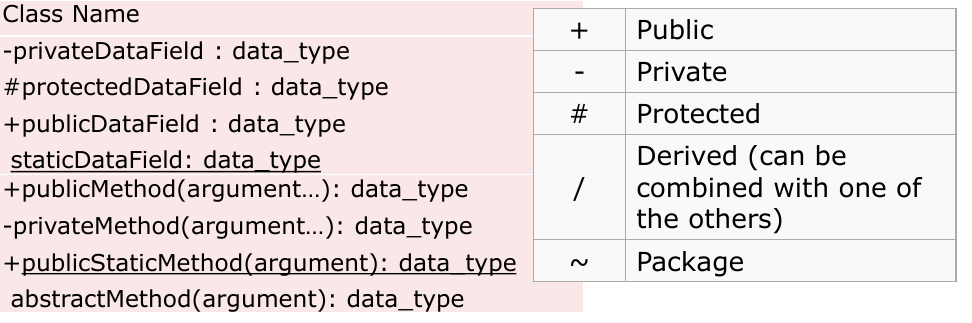 Class Name
-privateDataField : data_type
#protectedDataField : data_type
+publicDataField : data_type
staticDataField: data_type
+publicMethod(argument…): data_type
-privateMethod(argument…): data_type
+publicStaticMethod(argument): data_type
abstractMethod(argument): data_type
+ Public
- Private
# Protected
/ Derived (can be
combined with one of
the others)
~ Package